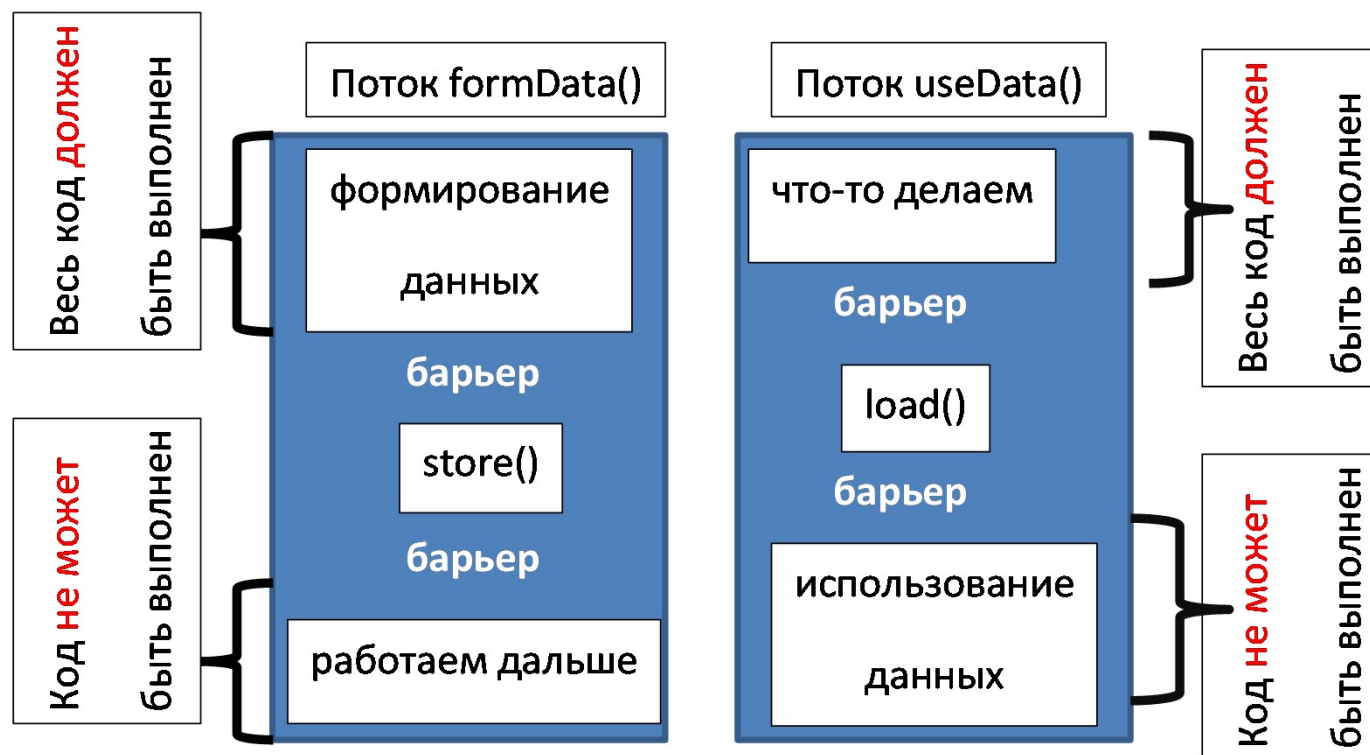 Весь код должен
быть выполнен
Код не может
быть выполнен
Поток formData()
формирование
данных
барьер
store()
барьер
работаем дальше
Поток useData()
что-то делаем
барьер
load()
барьер
использование
данных
Весь код должен
быть выполнен
Код не может
быть выполнен